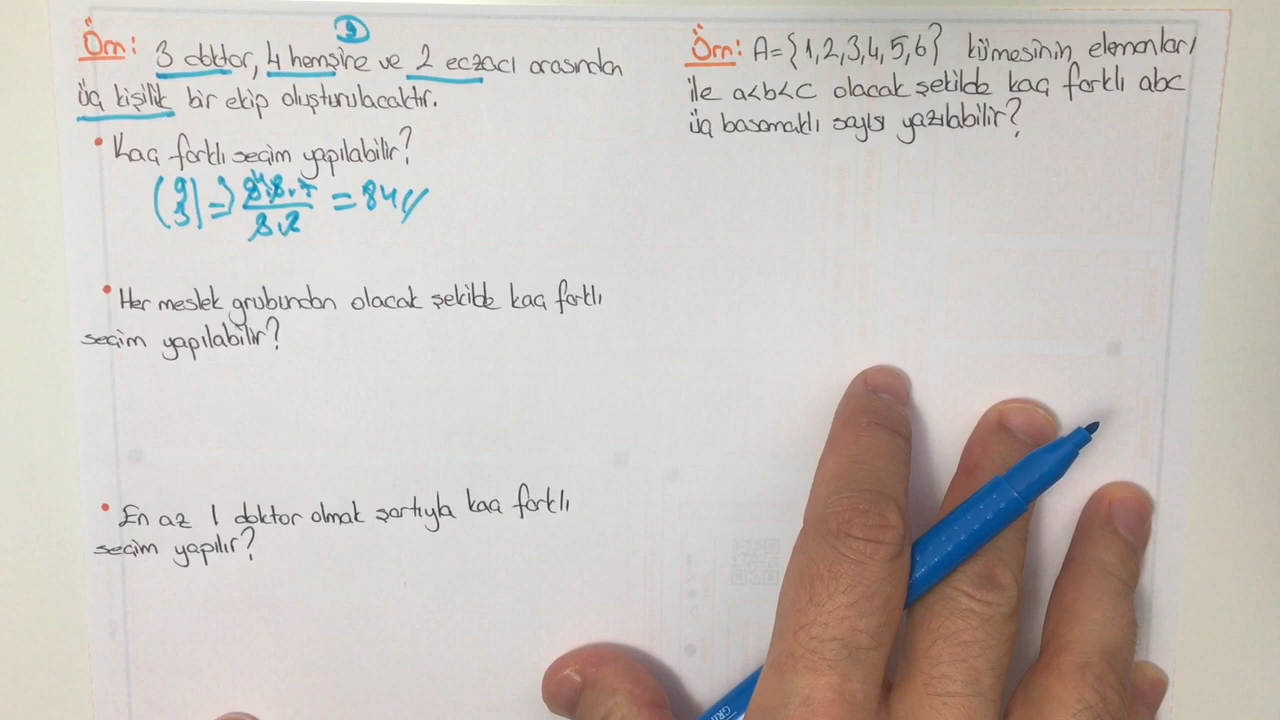 9
Örn: 3 doktor, 4 hemşire ve 2 eczacı arasından
üç kişilik bir ekip oluşturulacaktır.
• Kaç farklı seçim yapılabilir?
(9 3) => 9.8.7 / 3.2 = 84
• Her meslek grubundan olacak şekilde kaç farklı
seçim yapılabilir?
• En az 1 doktor olmak şartıyla kaç farklı
seçim yapılır?
Örn: A={1,2,3,4,5,6} kümesinin elemanları
ile a<b<c olacak şekilde kaç farklı abc
üç basamaklı sayısı yazılabilir?